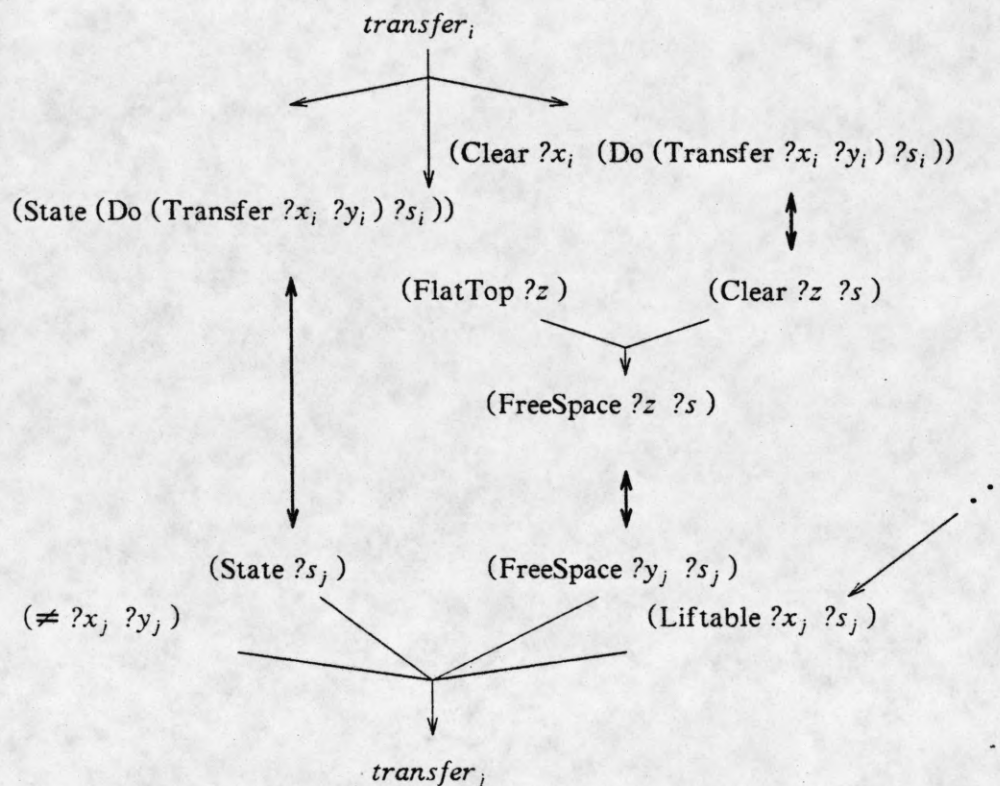 transfer_i
(Clear ?x_i (Do (Transfer ?x_i ?y_i) ?s_i))
(State (Do (Transfer ?x_i ?y_i) ?s_i))
(FlatTop ?z) (Clear ?z ?s)
(FreeSpace ?z ?s)
(State ?s_j) (FreeSpace ?y_j ?s_j)
(≠ ?x_j ?y_j) (Liftable ?x_j ?s_j)
transfer_j